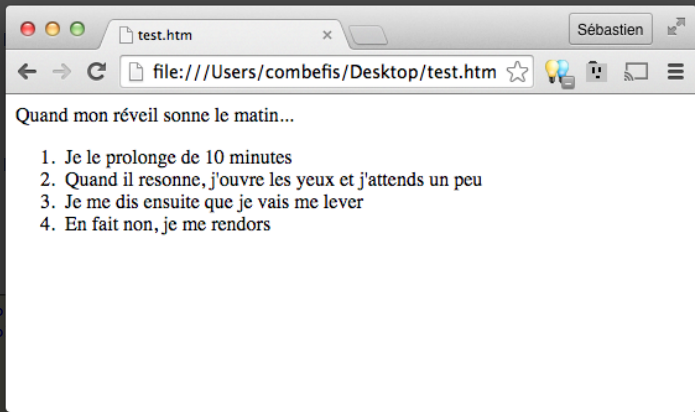 test.htm
Sébastien
file:///Users/combefis/Desktop/test.htm
Quand mon réveil sonne le matin...
1. Je le prolonge de 10 minutes
2. Quand il resonne, j'ouvre les yeux et j'attends un peu
3. Je me dis ensuite que je vais me lever
4. En fait non, je me rendors